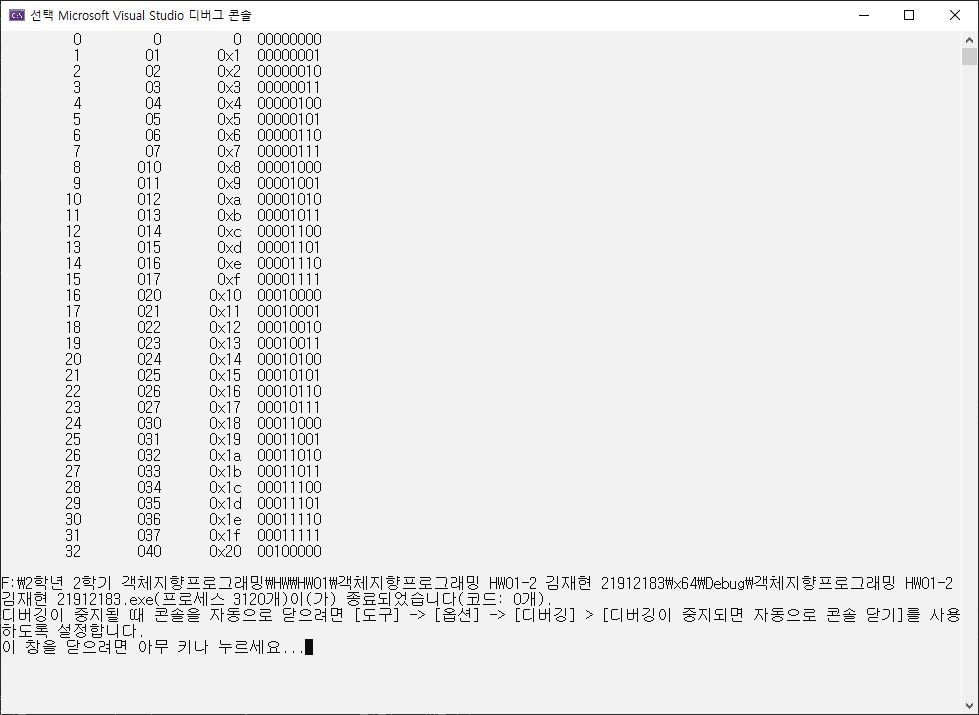 선택 Microsoft Visual Studio 디버그 콘솔
0 0 0 00000000
1 01 0x1 00000001
2 02 0x2 00000010
3 03 0x3 00000011
4 04 0x4 00000100
5 05 0x5 00000101
6 06 0x6 00000110
7 07 0x7 00000111
8 010 0x8 00001000
9 011 0x9 00001001
10 012 0xa 00001010
11 013 0xb 00001011
12 014 0xc 00001100
13 015 0xd 00001101
14 016 0xe 00001110
15 017 0xf 00001111
16 020 0x10 00010000
17 021 0x11 00010001
18 022 0x12 00010010
19 023 0x13 00010011
20 024 0x14 00010100
21 025 0x15 00010101
22 026 0x16 00010110
23 027 0x17 00010111
24 030 0x18 00011000
25 031 0x19 00011001
26 032 0x1a 00011010
27 033 0x1b 00011011
28 034 0x1c 00011100
29 035 0x1d 00011101
30 036 0x1e 00011110
31 037 0x1f 00011111
32 040 0x20 00100000
F:₩2학년 2학기 객체지향프로그래밍₩HW₩HW01₩객체지향프로그래밍 HW01-2 김재현 21912183₩x64₩Debug₩객체지향프로그래밍 HW01-2
김재현 21912183.exe(프로세스 3120개)이(가) 종료되었습니다(코드: 0개).
디버깅이 중지될 때 콘솔을 자동으로 닫으려면 [도구] -> [옵션] -> [디버깅] > [디버깅이 중지되면 자동으로 콘솔 닫기]를 사용
하도록 설정합니다.
이 창을 닫으려면 아무 키나 누르세요...